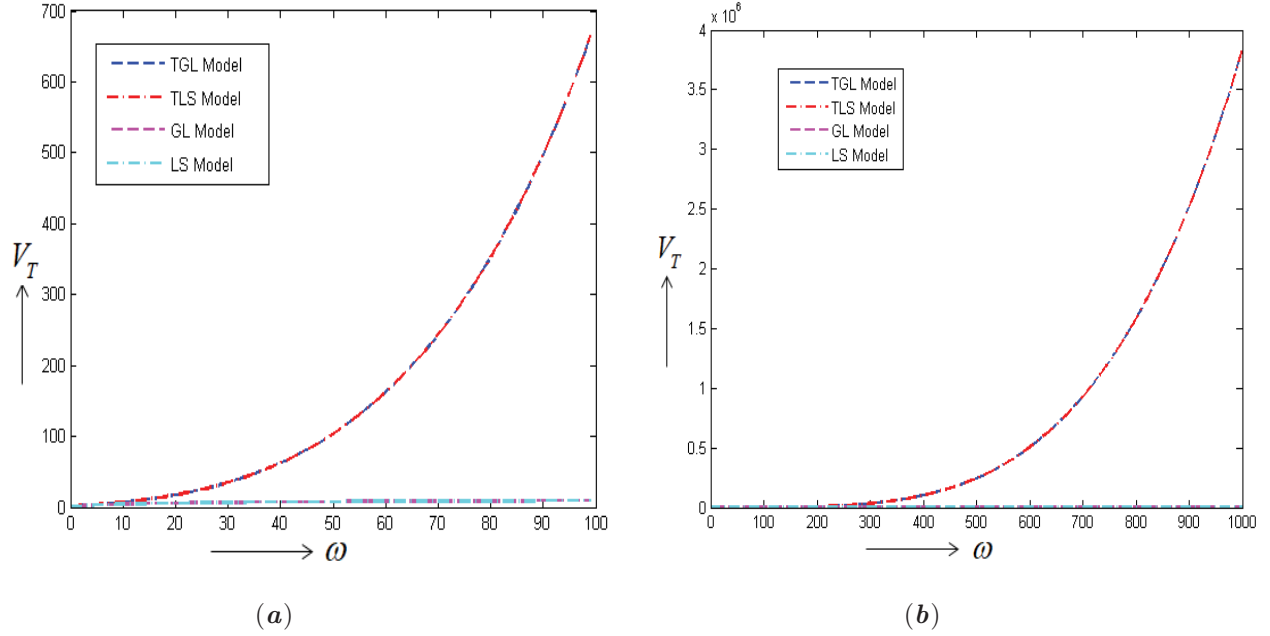 700
600
500
400
300
200
100
0
TGL Model
TLS Model
GL Model
LS Model
V_T
0 10 20 30 40 50 60 70 80 90 100
ω
(a)
x 10^6
4
3.5
3
2.5
2
1.5
1
0.5
0
TGL Model
TLS Model
GL Model
LS Model
V_T
0 100 200 300 400 500 600 700 800 900 1000
ω
(b)